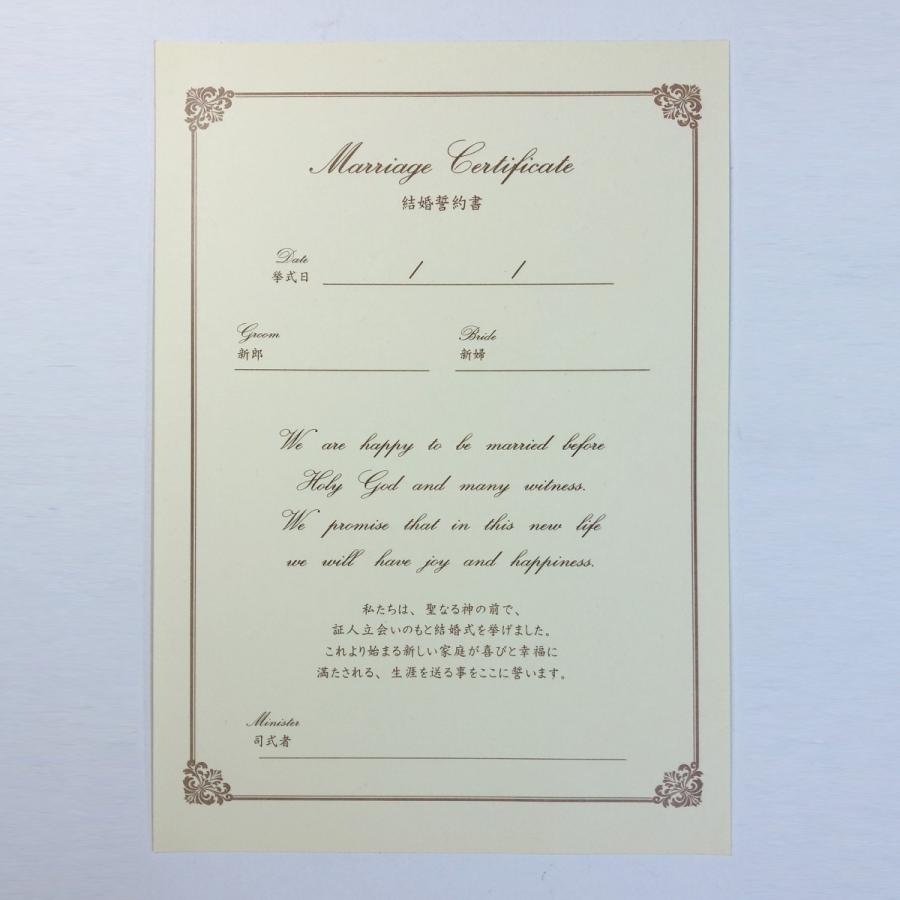 Marriage Certificate
結婚誓約書
Date
挙式日 / /
Groom Bride
新郎 新婦
We are happy to be married before
Holy God and many witness.
We promise that in this new life
we will have joy and happiness.
私たちは、聖なる神の前で、
証人立会いのもと結婚式を挙げました。
これより始まる新しい家庭が喜びと幸福に
満たされる、生涯を送る事をここに誓います。
Minister
司式者